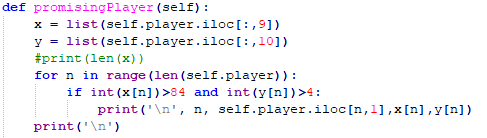 def promisingPlayer(self):
x = list(self.player.iloc[:,9])
y = list(self.player.iloc[:,10])
#print(len(x))
for n in range(len(self.player)):
if int(x[n])>84 and int(y[n])>4:
print('\n', n, self.player.iloc[n,1],x[n],y[n])
print('\n')